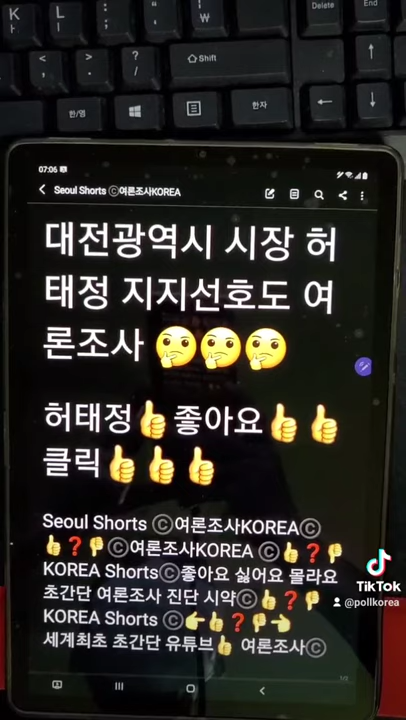 K
L
:
;
"
'
|
₩
Delete
End
<
,
>
.
?
/
Shift
한/영
한자
07:06
Seoul Shorts ⓒ여론조사KOREA
대전광역시 시장 허
태정 지지선호도 여
론조사 🤔🤔🤔
허태정👍좋아요👍👍
클릭👍👍👍
Seoul Shorts ⓒ여론조사KOREAⓒ
👍❓👎ⓒ여론조사KOREA ⓒ👍❓👎
KOREA Shortsⓒ좋아요 싫어요 몰라요
초간단 여론조사 진단 시약ⓒ👍❓👎
KOREA Shorts ⓒ👉👍❓👎👈
세계최초 초간단 유튜브👍 여론조사ⓒ
1/2
TikTok
@pollkorea